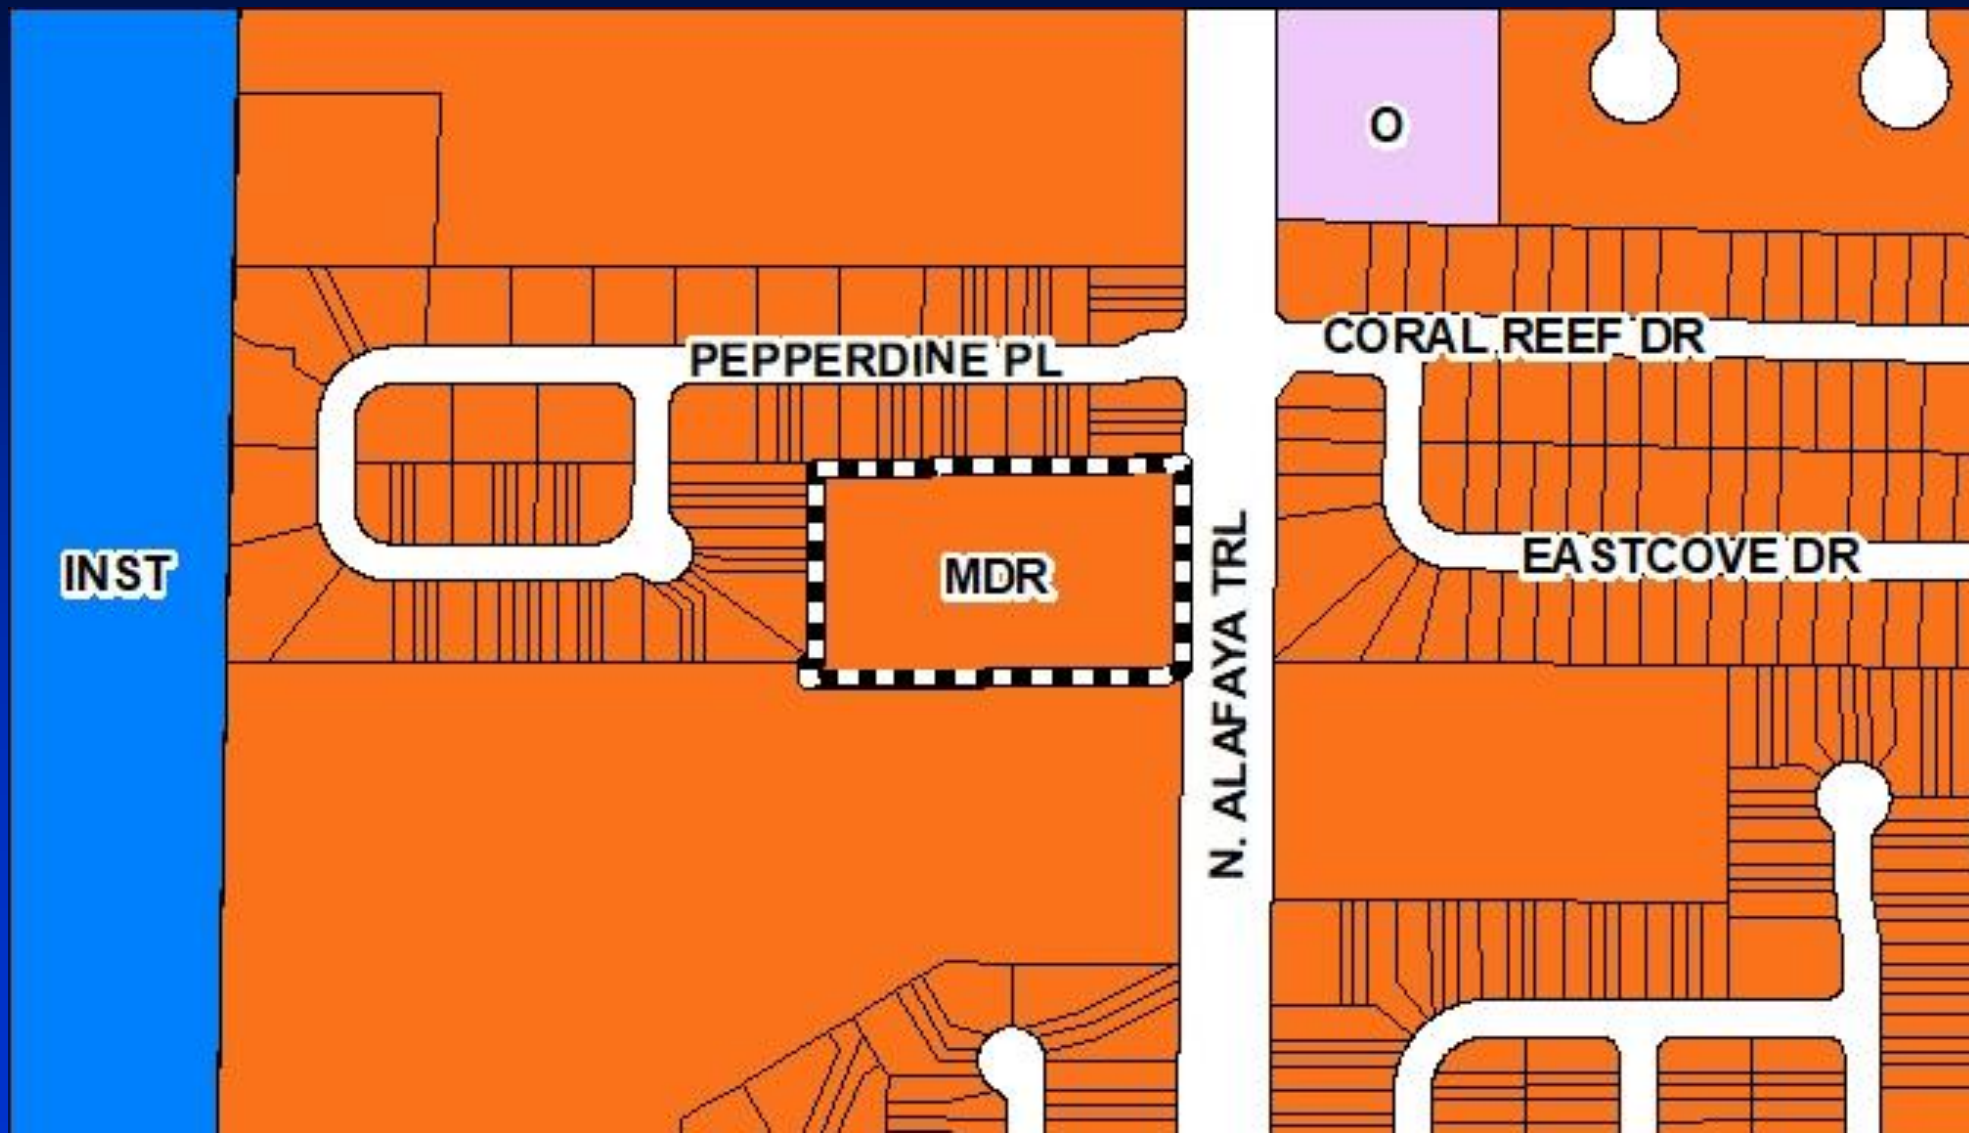 O
PEPPERDINE PL
CORAL REEF DR
INST
MDR
EASTCOVE DR
N. ALAFAYA TRL